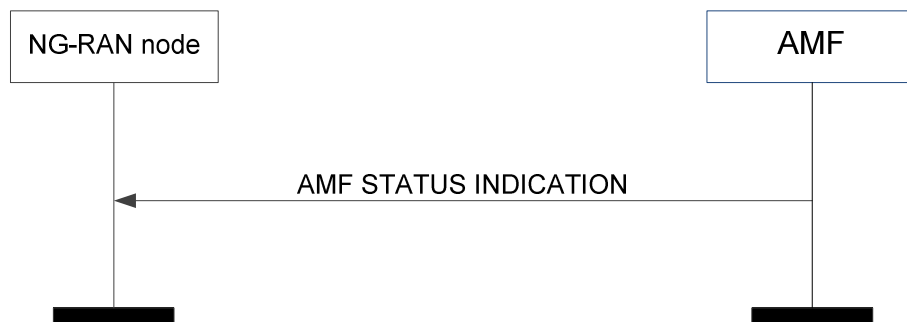 NG-RAN node
AMF
AMF STATUS INDICATION